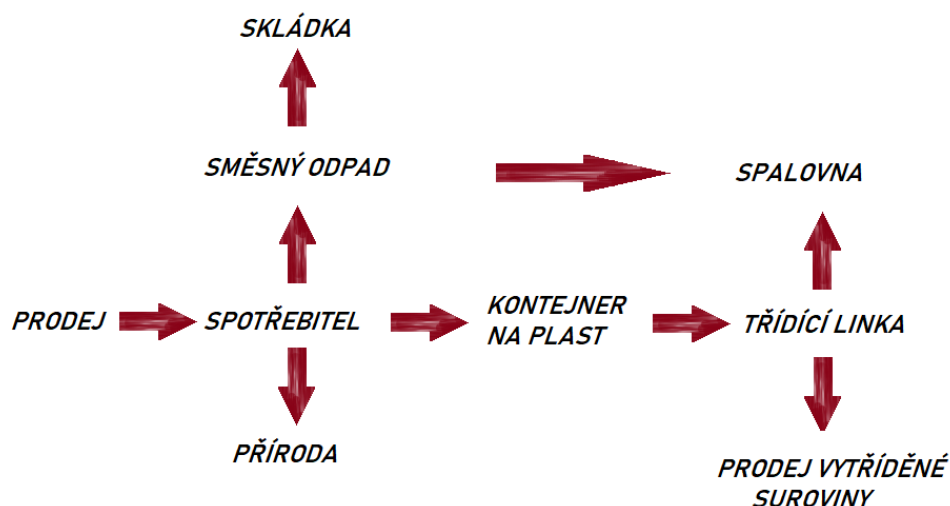 SKLÁDKA
SMĚSNÝ ODPAD
SPALOVNA
PRODEJ
SPOTŘEBITEL
KONTEJNER
NA PLAST
TŘÍDÍCÍ LINKA
PŘÍRODA
PRODEJ VYTŘÍDĚNÉ
SUROVINY